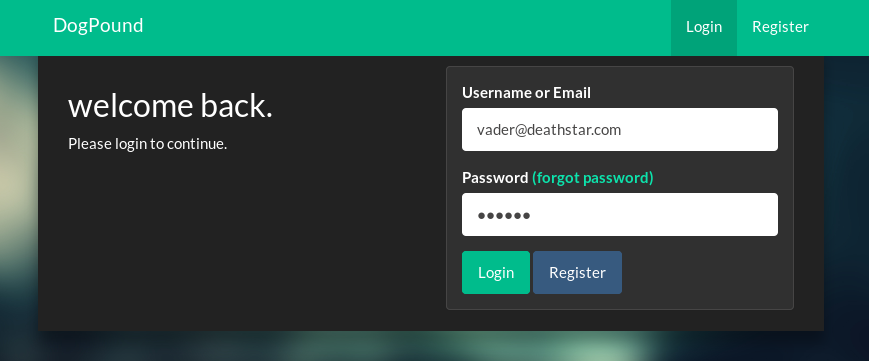 DogPound
Login
Register
welcome back.
Please login to continue.
Username or Email
vader@deathstar.com
Password (forgot password)
••••••
Login
Register